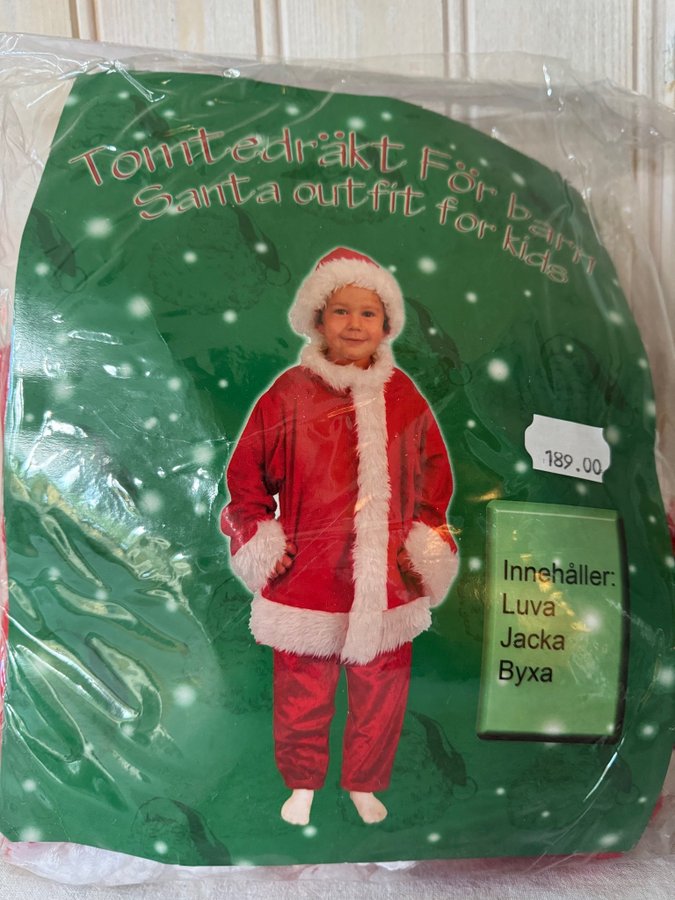 Tomtedräkt För barn
Santa outfit for kids
189.00
Innehåller:
Luva
Jacka
Byxa